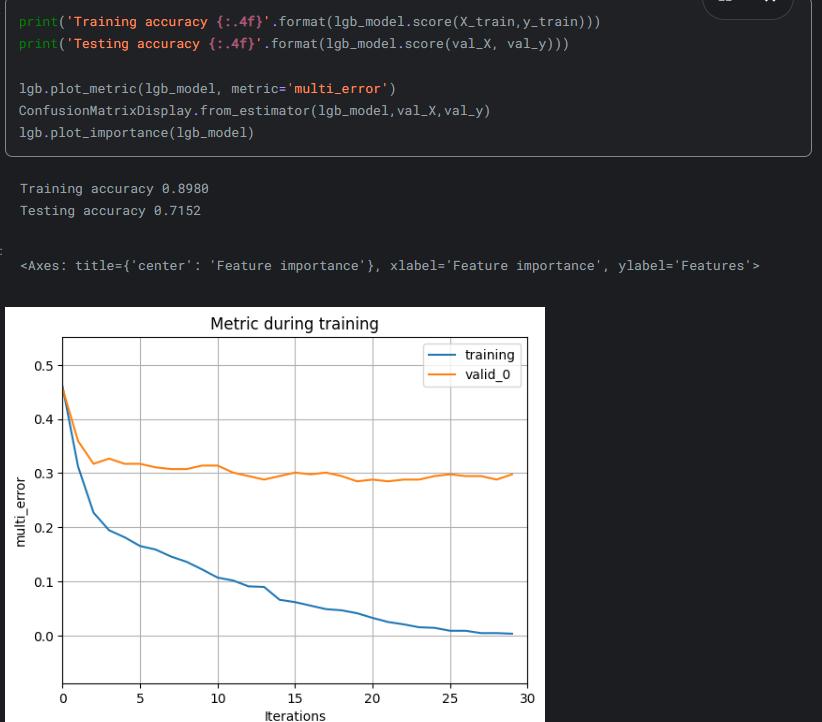 print('Training accuracy {:.4f}'.format(lgb_model.score(X_train,y_train)))
print('Testing accuracy {:.4f}'.format(lgb_model.score(val_X, val_y)))
lgb.plot_metric(lgb_model, metric='multi_error')
ConfusionMatrixDisplay.from_estimator(lgb_model,val_X,val_y)
lgb.plot_importance(lgb_model)
Training accuracy 0.8980
Testing accuracy 0.7152
:
<Axes: title={'center': 'Feature importance'}, xlabel='Feature importance', ylabel='Features'>
Metric during training
training
valid_0
0.5
0.4
0.3
0.2
0.1
0.0
multi_error
0 5 10 15 20 25 30
Iterations